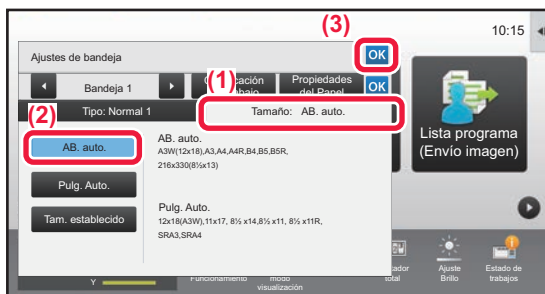 (3)
10:15
Ajustes de bandeja
OK
(1)
Bandeja 1
Propiedades
del Papel
OK
Tipo: Normal 1
Tamaño: AB. auto.
(2)
AB. auto.
AB. auto.
A3W(12x18),A3,A4,A4R,B4,B5,B5R,
216x330(8½x13)
Pulg. Auto.
Pulg. Auto.
12x18(A3W),11x17, 8½ x14,8½ x11, 8½ x11R,
SRA3,SRA4
Tam. establecido
Lista programa
(Envío imagen)
Y
Funcionamiento
modo
visualización
total
Ajuste
Brillo
Estado de
trabajos